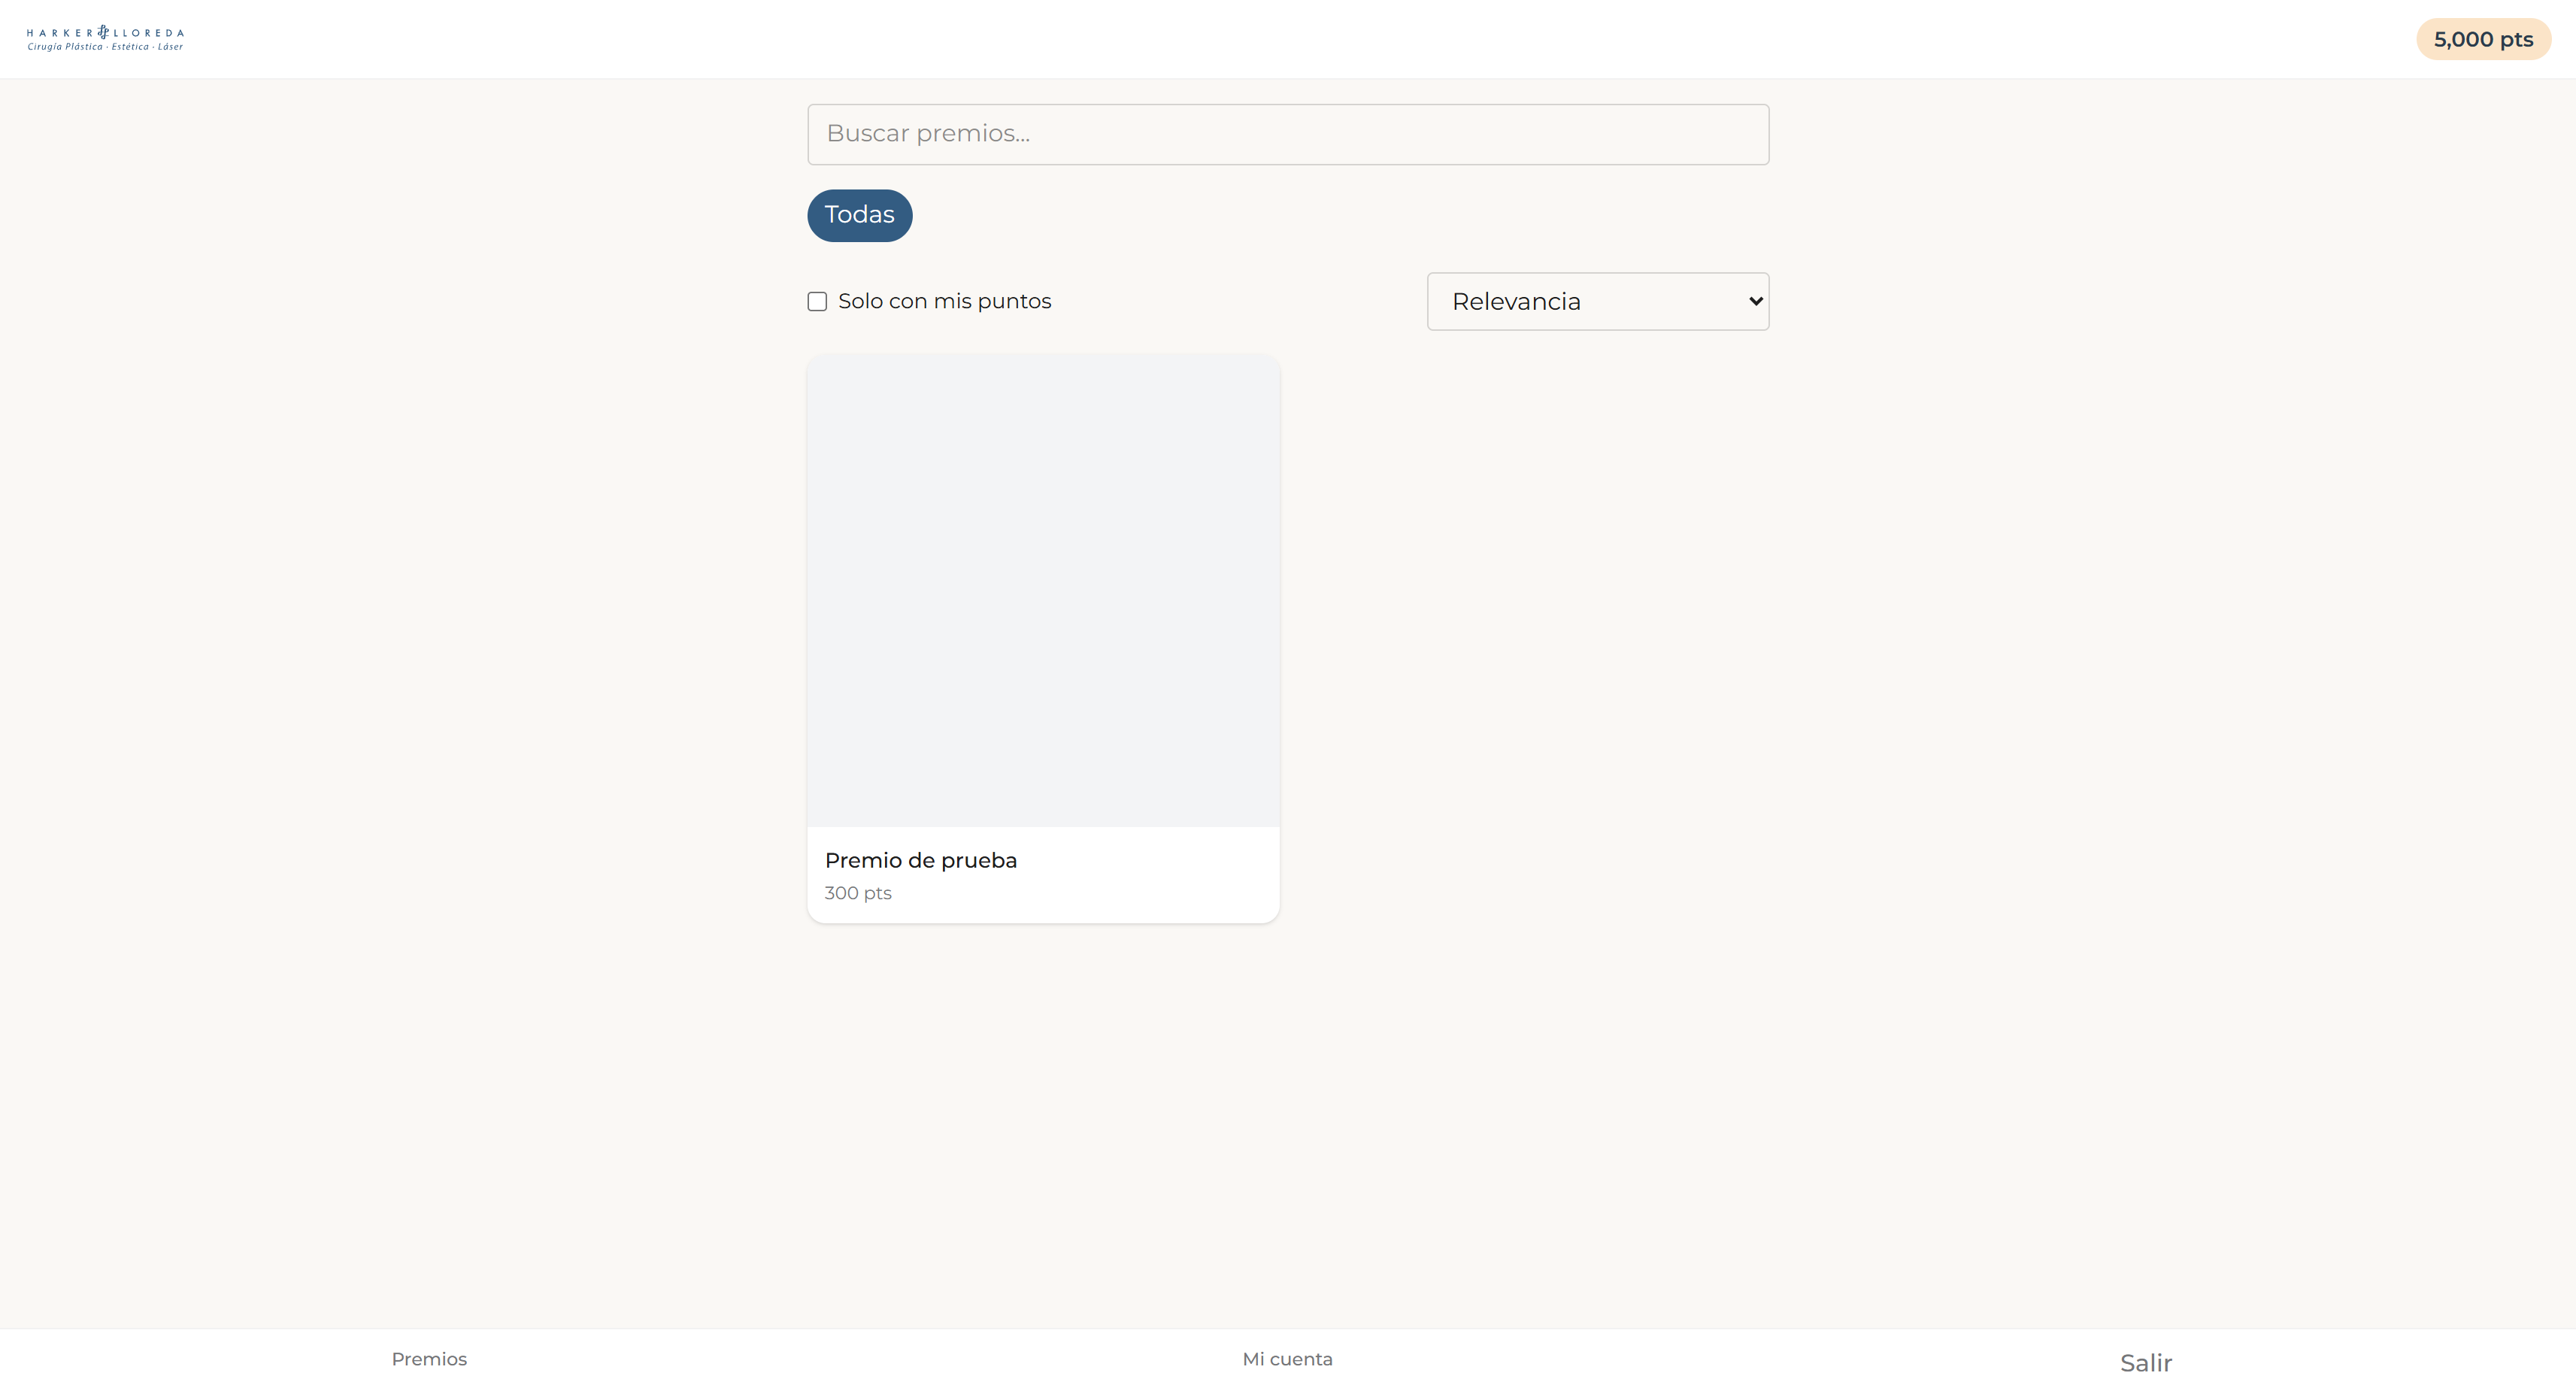 HARKER LLOREDA
Cirugía Plástica · Estética · Láser
5,000 pts
Buscar premios...
Todas
Solo con mis puntos
Relevancia
Premio de prueba
300 pts
Premios
Mi cuenta
Salir